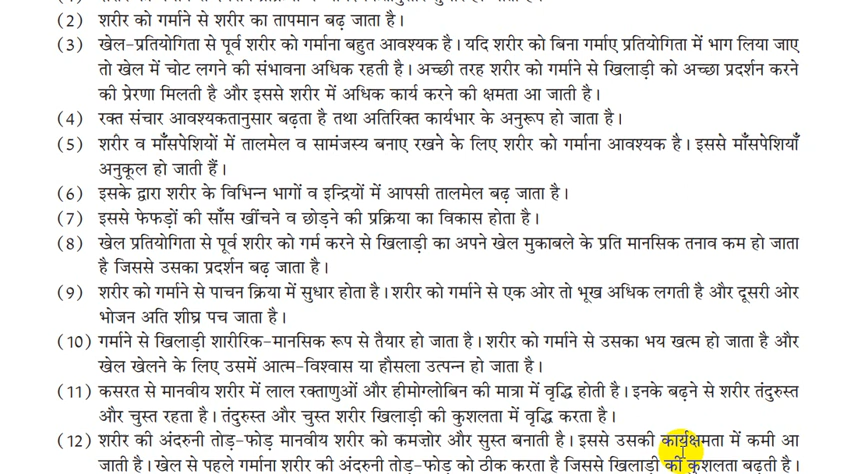 (2) शरीर को गर्माने से शरीर का तापमान बढ़ जाता है।
(3) खेल-प्रतियोगिता से पूर्व शरीर को गर्माना बहुत आवश्यक है। यदि शरीर को बिना गर्माए प्रतियोगिता में भाग लिया जाए
तो खेल में चोट लगने की संभावना अधिक रहती है। अच्छी तरह शरीर को गर्माने से खिलाड़ी को अच्छा प्रदर्शन करने
की प्रेरणा मिलती है और इससे शरीर में अधिक कार्य करने की क्षमता आ जाती है।
(4) रक्त संचार आवश्यकतानुसार बढ़ता है तथा अतिरिक्त कार्यभार के अनुरूप हो जाता है।
(5) शरीर व माँसपेशियों में तालमेल व सामंजस्य बनाए रखने के लिए शरीर को गर्माना आवश्यक है। इससे माँसपेशियाँ
अनुकूल हो जाती हैं।
(6) इसके द्वारा शरीर के विभिन्न भागों व इन्द्रियों में आपसी तालमेल बढ़ जाता है।
(7) इससे फेफड़ों की साँस खींचने व छोड़ने की प्रक्रिया का विकास होता है।
(8) खेल प्रतियोगिता से पूर्व शरीर को गर्म करने से खिलाड़ी का अपने खेल मुकाबले के प्रति मानसिक तनाव कम हो जाता
है जिससे उसका प्रदर्शन बढ़ जाता है।
(9) शरीर को गर्माने से पाचन क्रिया में सुधार होता है। शरीर को गर्माने से एक ओर तो भूख अधिक लगती है और दूसरी ओर
भोजन अति शीघ्र पच जाता है।
(10) गर्माने से खिलाड़ी शारीरिक-मानसिक रूप से तैयार हो जाता है। शरीर को गर्माने से उसका भय खत्म हो जाता है और
खेल खेलने के लिए उसमें आत्म-विश्वास या हौसला उत्पन्न हो जाता है।
(11) कसरत से मानवीय शरीर में लाल रक्ताणुओं और हीमोग्लोबिन की मात्रा में वृद्धि होती है। इनके बढ़ने से शरीर तंदुरुस्त
और चुस्त रहता है। तंदुरुस्त और चुस्त शरीर खिलाड़ी की कुशलता में वृद्धि करता है।
(12) शरीर की अंदरुनी तोड़-फोड़ मानवीय शरीर को कमजोर और सुस्त बनाती है। इससे उसकी कार्यक्षमता में कमी आ
जाती है। खेल से पहले गर्माना शरीर की अंदरुनी तोड़-फोड़ को ठीक करता है जिससे खिलाड़ी की कुशलता बढ़ती है।